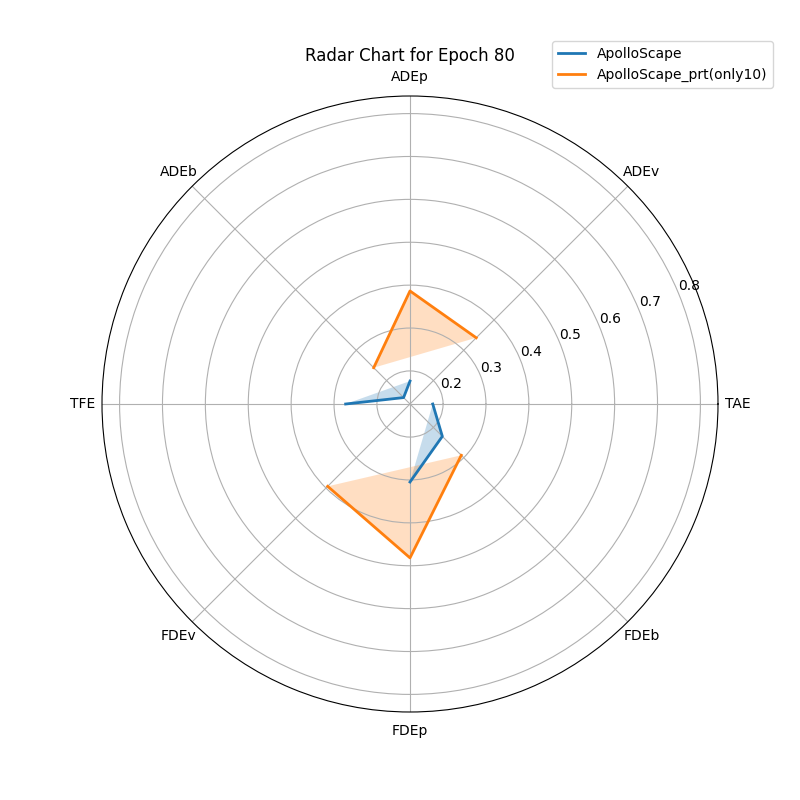 Radar Chart for Epoch 80
ApolloScape
ApolloScape_prt(only10)
ADEp
ADEb
ADEv
0.8
0.7
0.6
0.5
0.4
0.3
0.2
TFE
TAE
FDEv
FDEb
FDEp